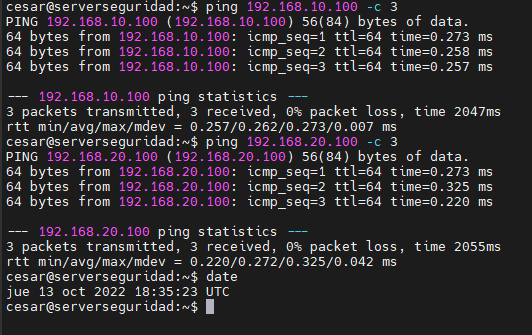 cesar@serverseguridad:~$ ping 192.168.10.100 -c 3
PING 192.168.10.100 (192.168.10.100) 56(84) bytes of data.
64 bytes from 192.168.10.100: icmp_seq=1 ttl=64 time=0.273 ms
64 bytes from 192.168.10.100: icmp_seq=2 ttl=64 time=0.258 ms
64 bytes from 192.168.10.100: icmp_seq=3 ttl=64 time=0.257 ms

--- 192.168.10.100 ping statistics ---
3 packets transmitted, 3 received, 0% packet loss, time 2047ms
rtt min/avg/max/mdev = 0.257/0.262/0.273/0.007 ms
cesar@serverseguridad:~$ ping 192.168.20.100 -c 3
PING 192.168.20.100 (192.168.20.100) 56(84) bytes of data.
64 bytes from 192.168.20.100: icmp_seq=1 ttl=64 time=0.273 ms
64 bytes from 192.168.20.100: icmp_seq=2 ttl=64 time=0.325 ms
64 bytes from 192.168.20.100: icmp_seq=3 ttl=64 time=0.220 ms

--- 192.168.20.100 ping statistics ---
3 packets transmitted, 3 received, 0% packet loss, time 2055ms
rtt min/avg/max/mdev = 0.220/0.272/0.325/0.042 ms
cesar@serverseguridad:~$ date
jue 13 oct 2022 18:35:23 UTC
cesar@serverseguridad:~$